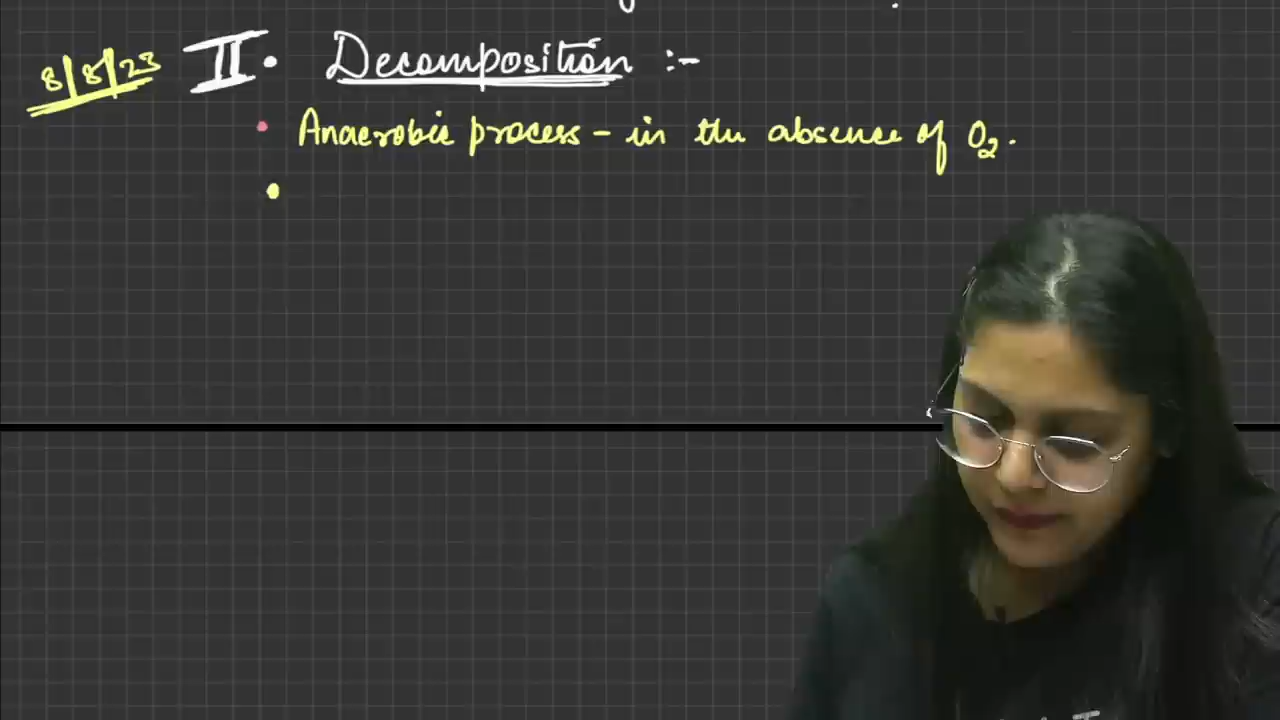 8/8/23 II. Decomposition :-
• Anaerobic process - in the absence of O₂.
•